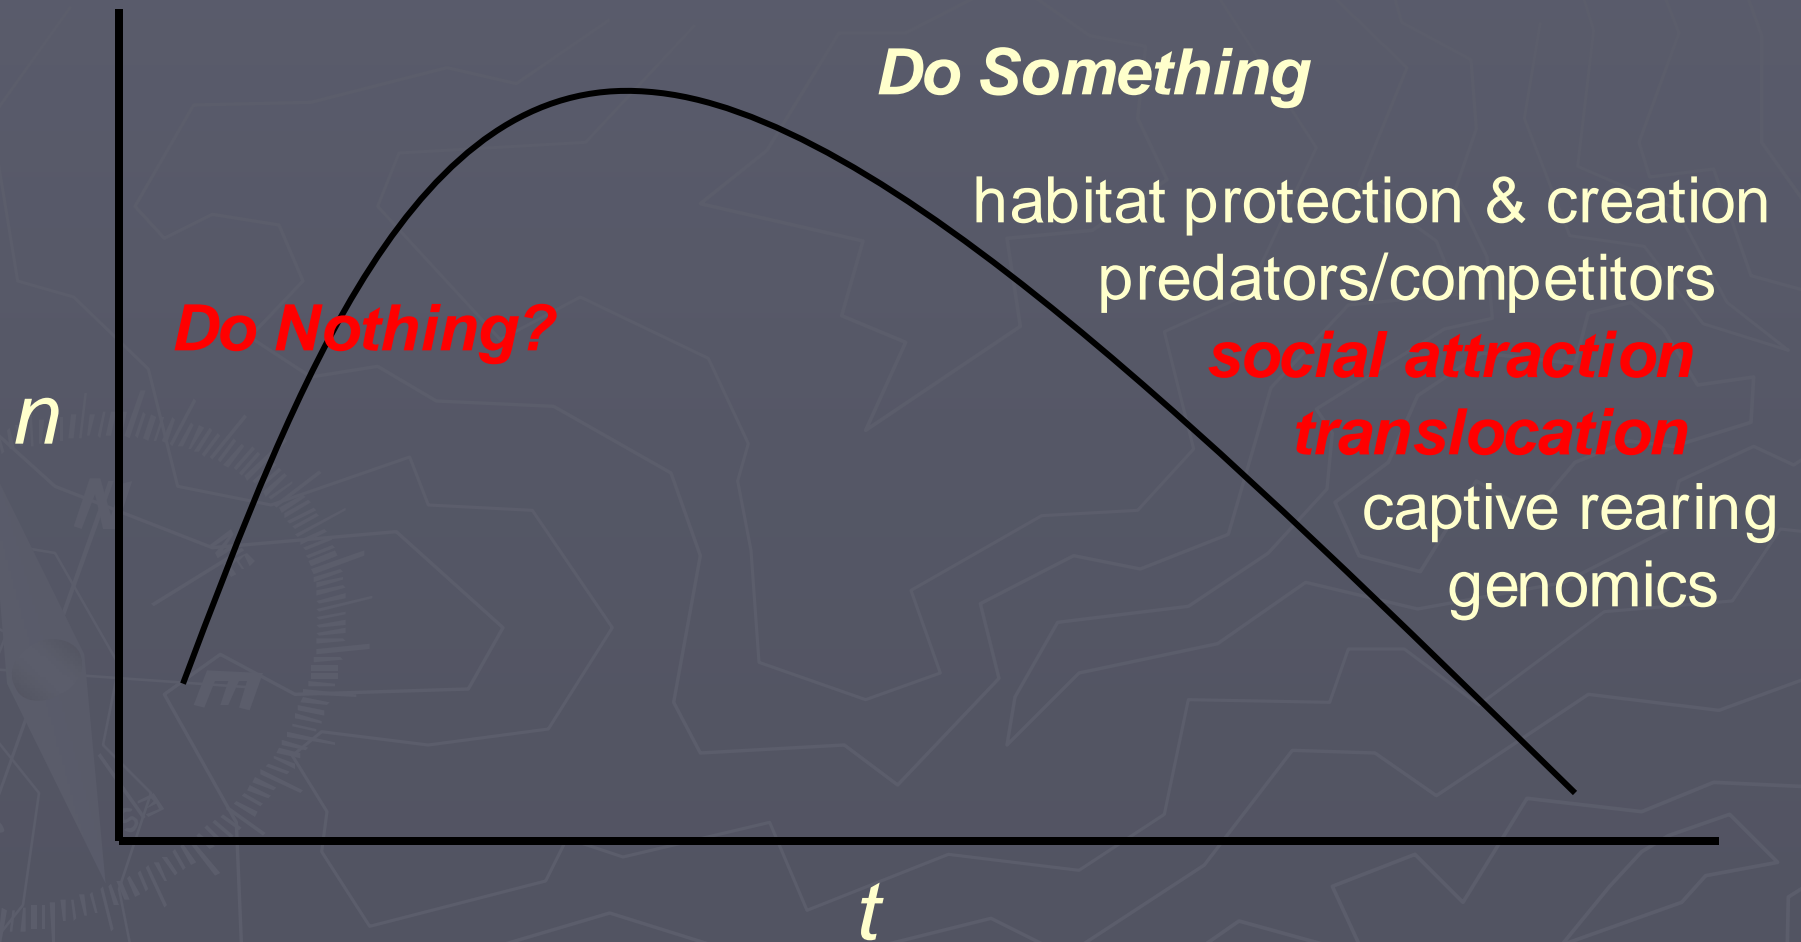 Do Something
habitat protection & creation
predators/competitors
Do Nothing?
social attraction
n
translocation
captive rearing
genomics
t
N
E